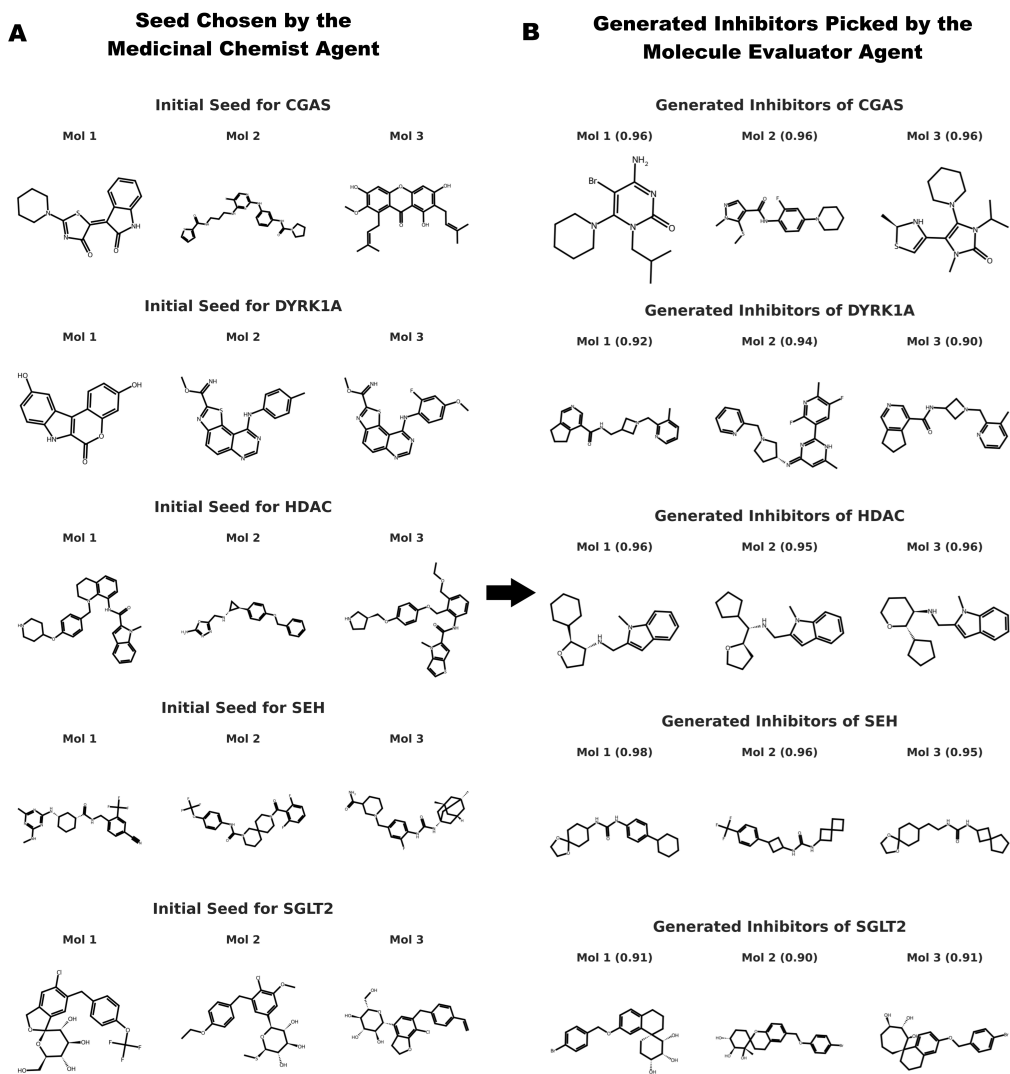 A
Seed Chosen by the
Medicinal Chemist Agent
Initial Seed for CGAS
Mol 1
Mol 2
Mol 3
Initial Seed for DYRK1A
Mol 1
Mol 2
Mol 3
Initial Seed for HDAC
Mol 1
Mol 2
Mol 3
Initial Seed for SEH
Mol 1
Mol 2
Mol 3
Initial Seed for SGLT2
Mol 1
Mol 2
Mol 3
B
Generated Inhibitors Picked by the
Molecule Evaluator Agent
Generated Inhibitors of CGAS
Mol 1 (0.96)
Mol 2 (0.96)
Mol 3 (0.96)
Generated Inhibitors of DYRK1A
Mol 1 (0.92)
Mol 2 (0.94)
Mol 3 (0.90)
Generated Inhibitors of HDAC
Mol 1 (0.96)
Mol 2 (0.95)
Mol 3 (0.96)
Generated Inhibitors of SEH
Mol 1 (0.98)
Mol 2 (0.96)
Mol 3 (0.95)
Generated Inhibitors of SGLT2
Mol 1 (0.91)
Mol 2 (0.90)
Mol 3 (0.91)